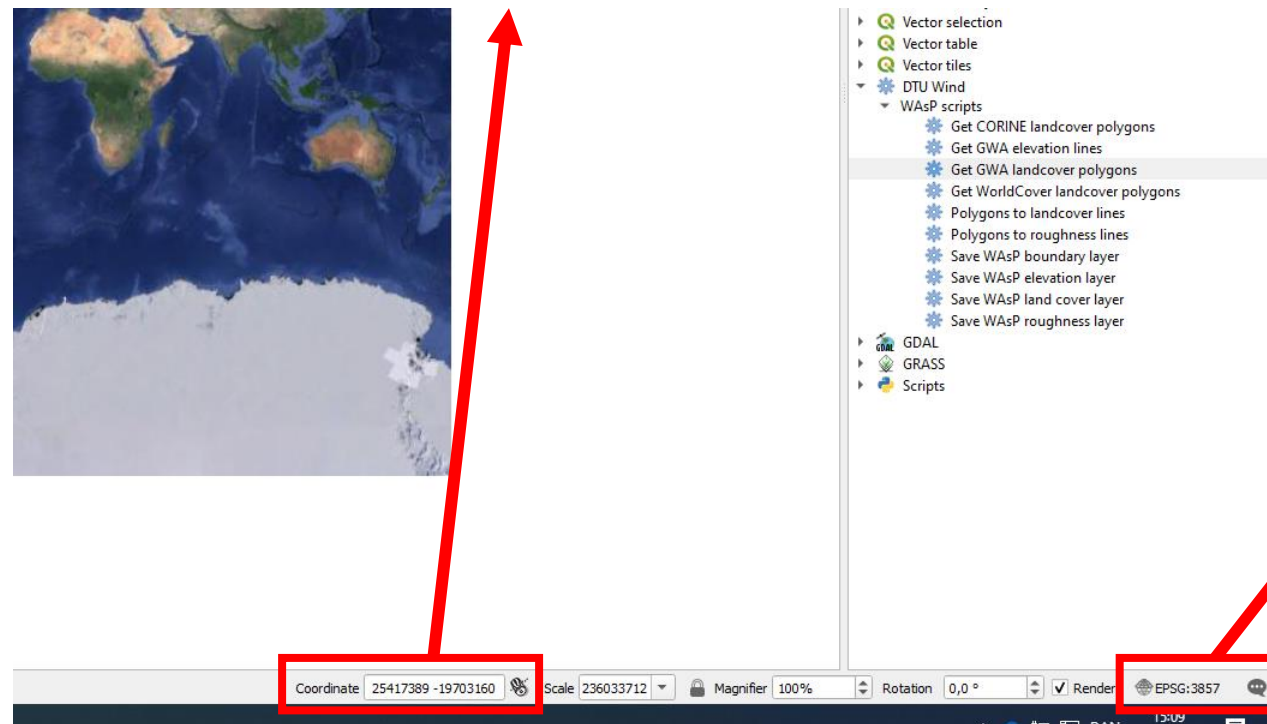 Vector selection
Vector table
Vector tiles
DTU Wind
WAsP scripts
Get CORINE landcover polygons
Get GWA elevation lines
Get GWA landcover polygons
Get WorldCover landcover polygons
Polygons to landcover lines
Polygons to roughness lines
Save WAsP boundary layer
Save WAsP elevation layer
Save WAsP land cover layer
Save WAsP roughness layer
GDAL GDAL
GRASS
Scripts
Coordinate 25417389 -19703160 Scale 236033712 Magnifier 100% Rotation 0,0 ° Render EPSG:3857
DAN 15:09